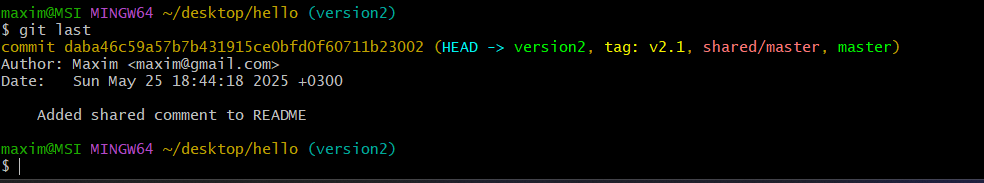 maxim@MSI MINGW64 ~/desktop/hello (version2)
$ git last
commit daba46c59a57b7b431915ce0bfd0f60711b23002 (HEAD -> version2, tag: v2.1, shared/master, master)
Author: Maxim <maxim@gmail.com>
Date:   Sun May 25 18:44:18 2025 +0300
    Added shared comment to README
maxim@MSI MINGW64 ~/desktop/hello (version2)
$